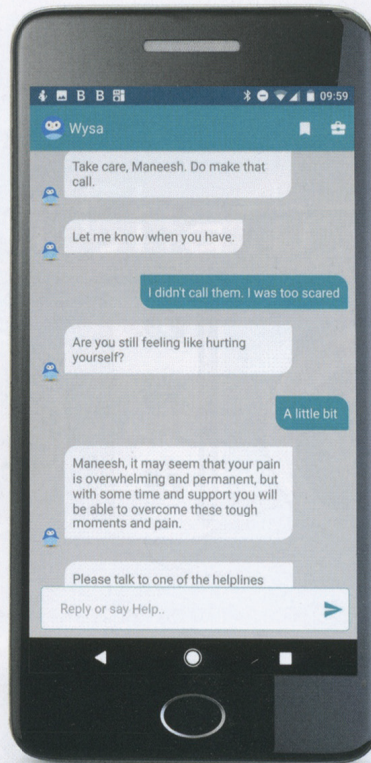 B B 09:59
Wysa
Take care, Maneesh. Do make that
call.
Let me know when you have.
I didn't call them. I was too scared
Are you still feeling like hurting
yourself?
A little bit
Maneesh, it may seem that your pain
is overwhelming and permanent, but
with some time and support you will
be able to overcome these tough
moments and pain.
Please talk to one of the helplines
Reply or say Help..